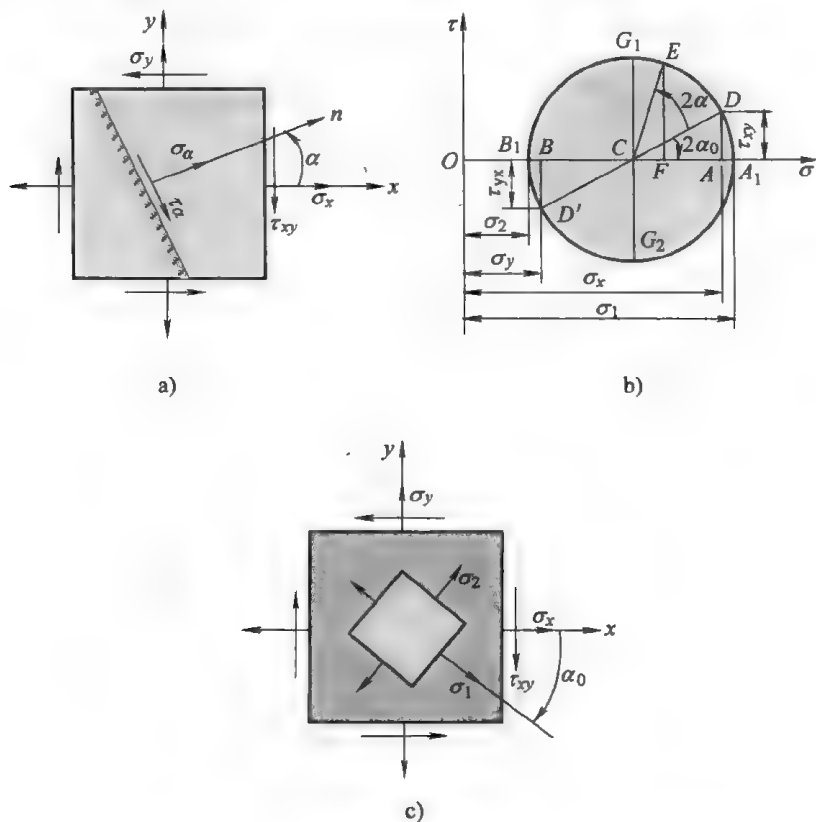 y
σy
n
σα
α
τα
x
σx
τxy
a)
τ
G1
E
2α
D
B1
B
C
2α0
τxy
O
F
A
A1
σ
τyx
D′
σ2
G2
σy
σx
σ1
b)
y
σy
σ2
σx
x
τxy
σ1
α0
c)